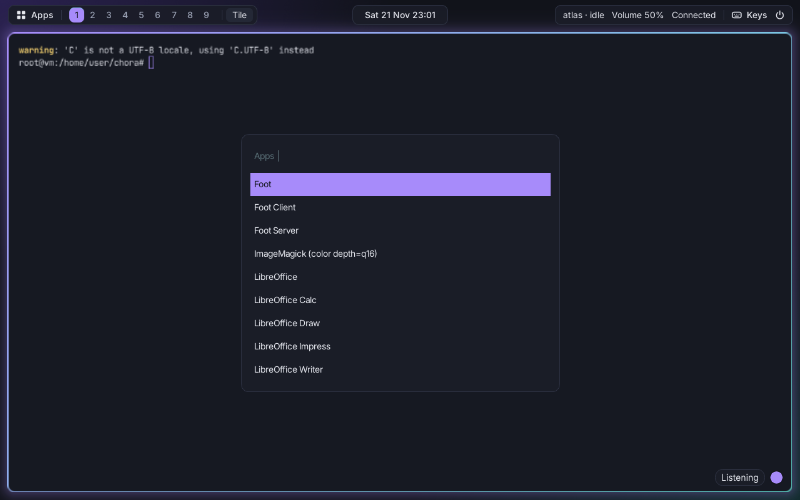 Apps 1 2 3 4 5 6 7 8 9 Tile Sat 21 Nov 23:01 atlas · idle Volume 50% Connected Keys
warning: 'C' is not a UTF-8 locale, using 'C.UTF-8' instead
root@vm:/home/user/chora#
Apps
Foot
Foot Client
Foot Server
ImageMagick (color depth=q16)
LibreOffice
LibreOffice Calc
LibreOffice Draw
LibreOffice Impress
LibreOffice Writer
Listening